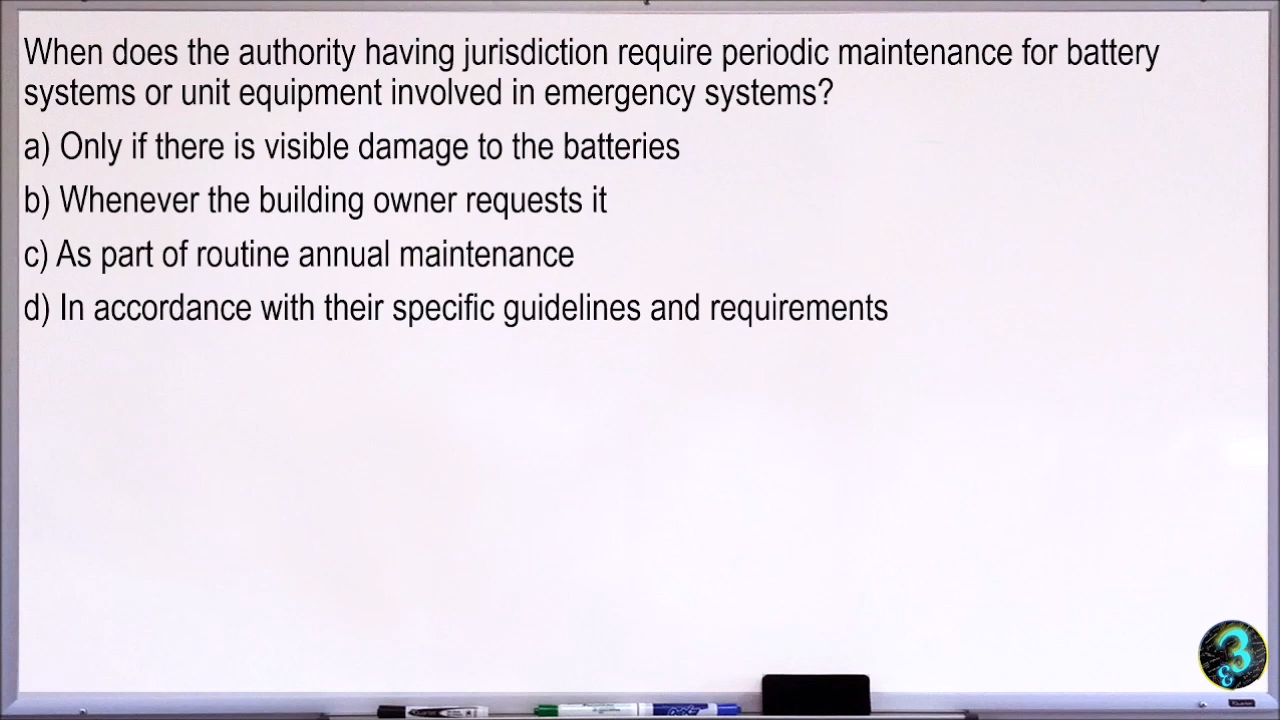 When does the authority having jurisdiction require periodic maintenance for battery
systems or unit equipment involved in emergency systems?
a) Only if there is visible damage to the batteries
b) Whenever the building owner requests it
c) As part of routine annual maintenance
d) In accordance with their specific guidelines and requirements
3